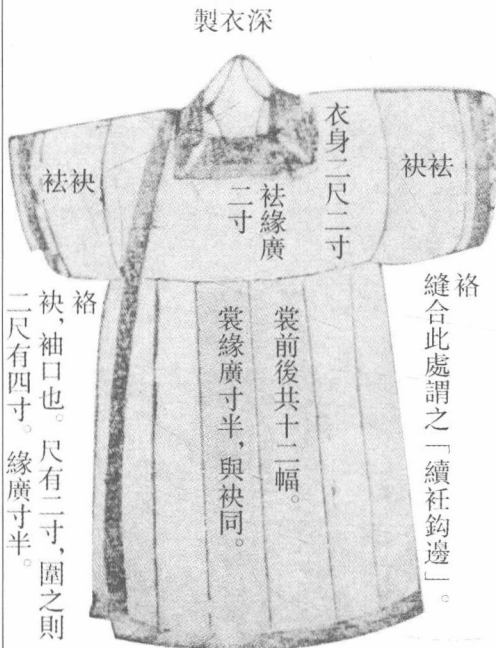 深衣製
袪袂
衣身二尺二寸
袪緣廣
二寸
袂袪
袼
縫合此處謂之「續衽鈎邊」。
裳前後共十二幅。
裳緣廣寸半，與袂同。
袼
袂，袖口也。尺有二寸，圍之則
二尺有四寸。緣廣寸半。